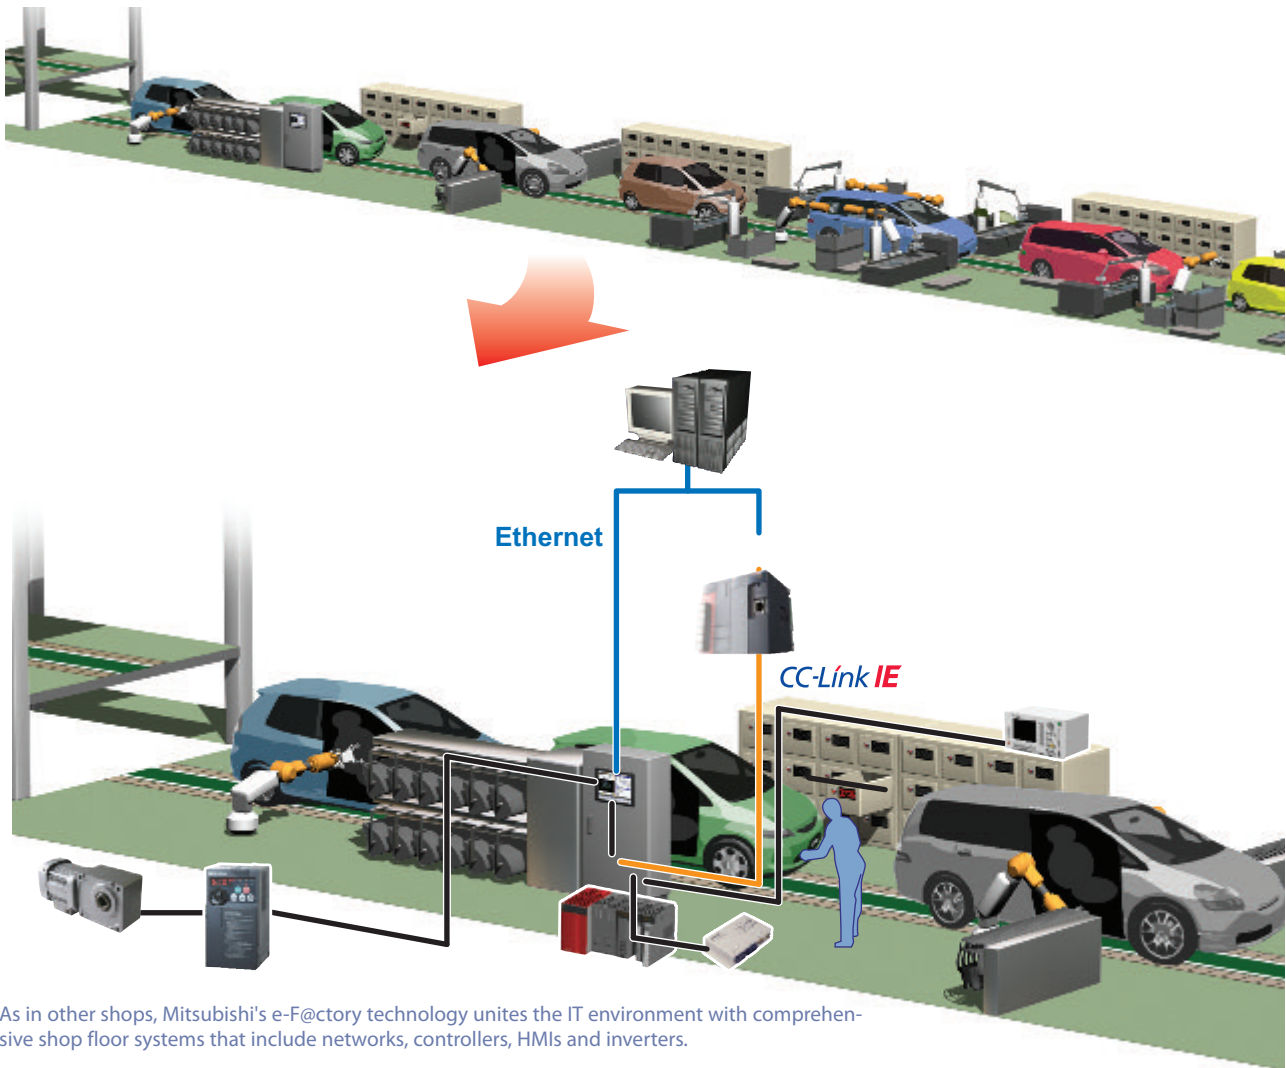 Ethernet
CC-Link IE
As in other shops, Mitsubishi's e-F@ctory technology unites the IT environment with comprehen-
sive shop floor systems that include networks, controllers, HMIs and inverters.